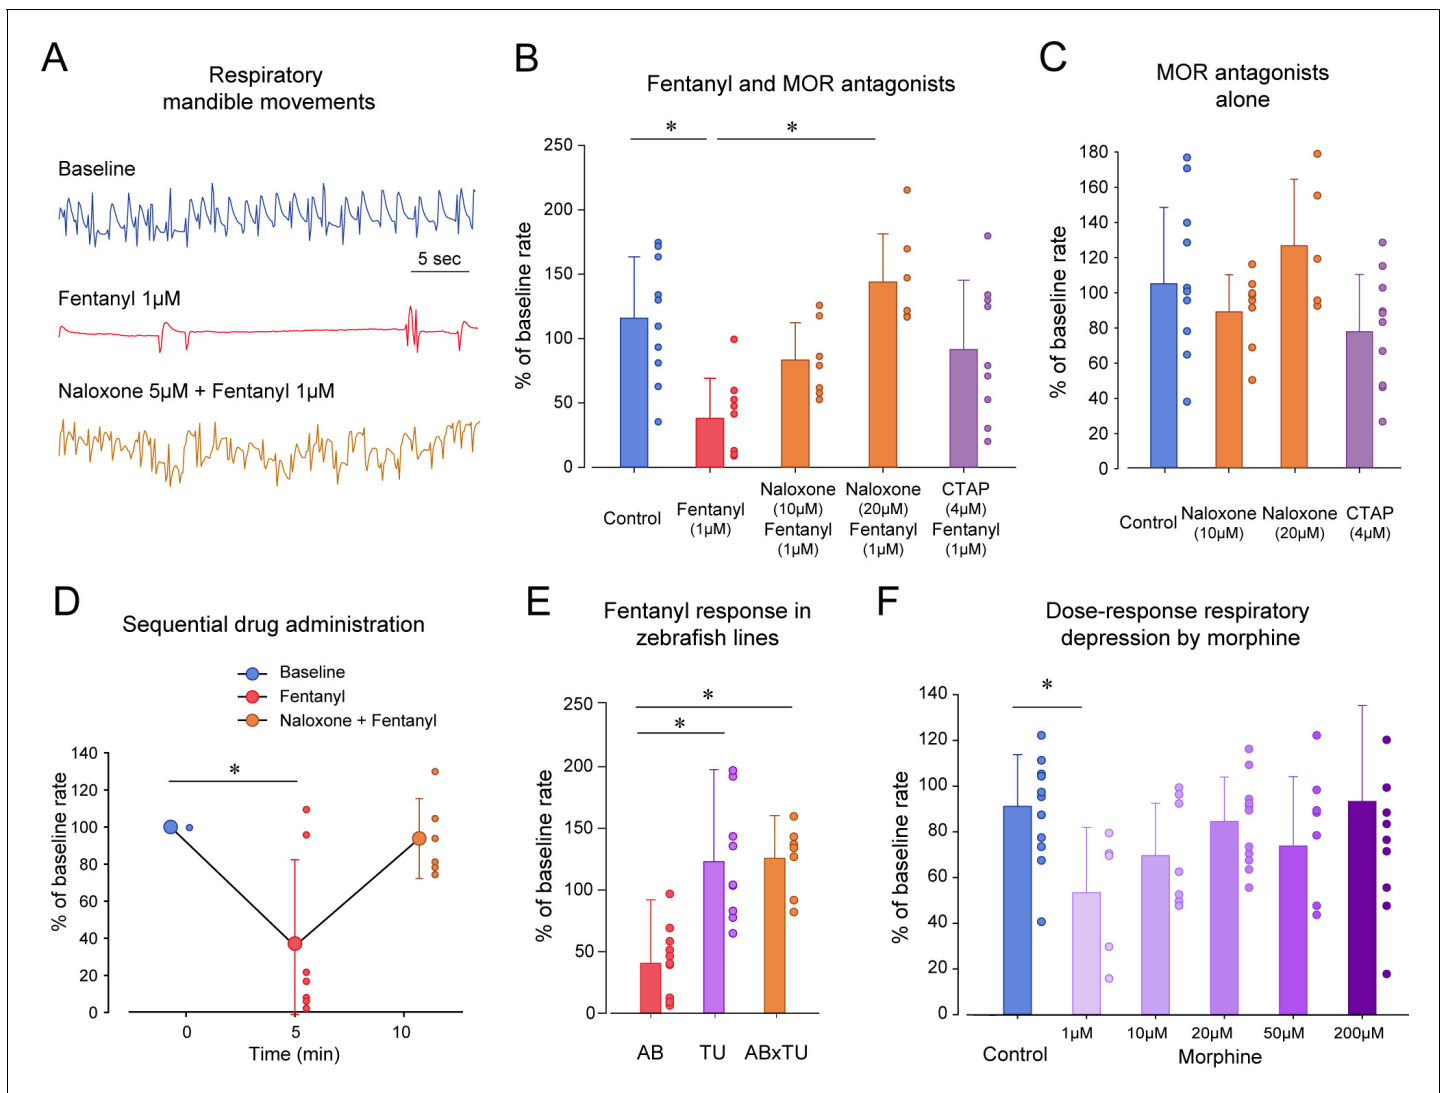 A
Respiratory
mandible movements
Baseline
5 sec
Fentanyl 1µM
Naloxone 5µM + Fentanyl 1µM
B
Fentanyl and MOR antagonists
*
*
% of baseline rate
250
200
150
100
50
0
Control
Fentanyl
(1µM)
Naloxone
(10µM)
Fentanyl
(1µM)
Naloxone
(20µM)
Fentanyl
(1µM)
CTAP
(4µM)
Fentanyl
(1µM)
C
MOR antagonists
alone
% of baseline rate
180
160
140
120
100
80
60
40
20
0
Control
Naloxone
(10µM)
Naloxone
(20µM)
CTAP
(4µM)
D
Sequential drug administration
Baseline
Fentanyl
Naloxone + Fentanyl
*
% of baseline rate
140
120
100
80
60
40
20
0
0
5
10
Time (min)
E
Fentanyl response in
zebrafish lines
*
*
% of baseline rate
250
200
150
100
50
0
AB
TU
ABxTU
F
Dose-response respiratory
depression by morphine
*
% of baseline rate
140
120
100
80
60
40
20
0
Control
1µM
10µM
20µM
50µM
200µM
Morphine